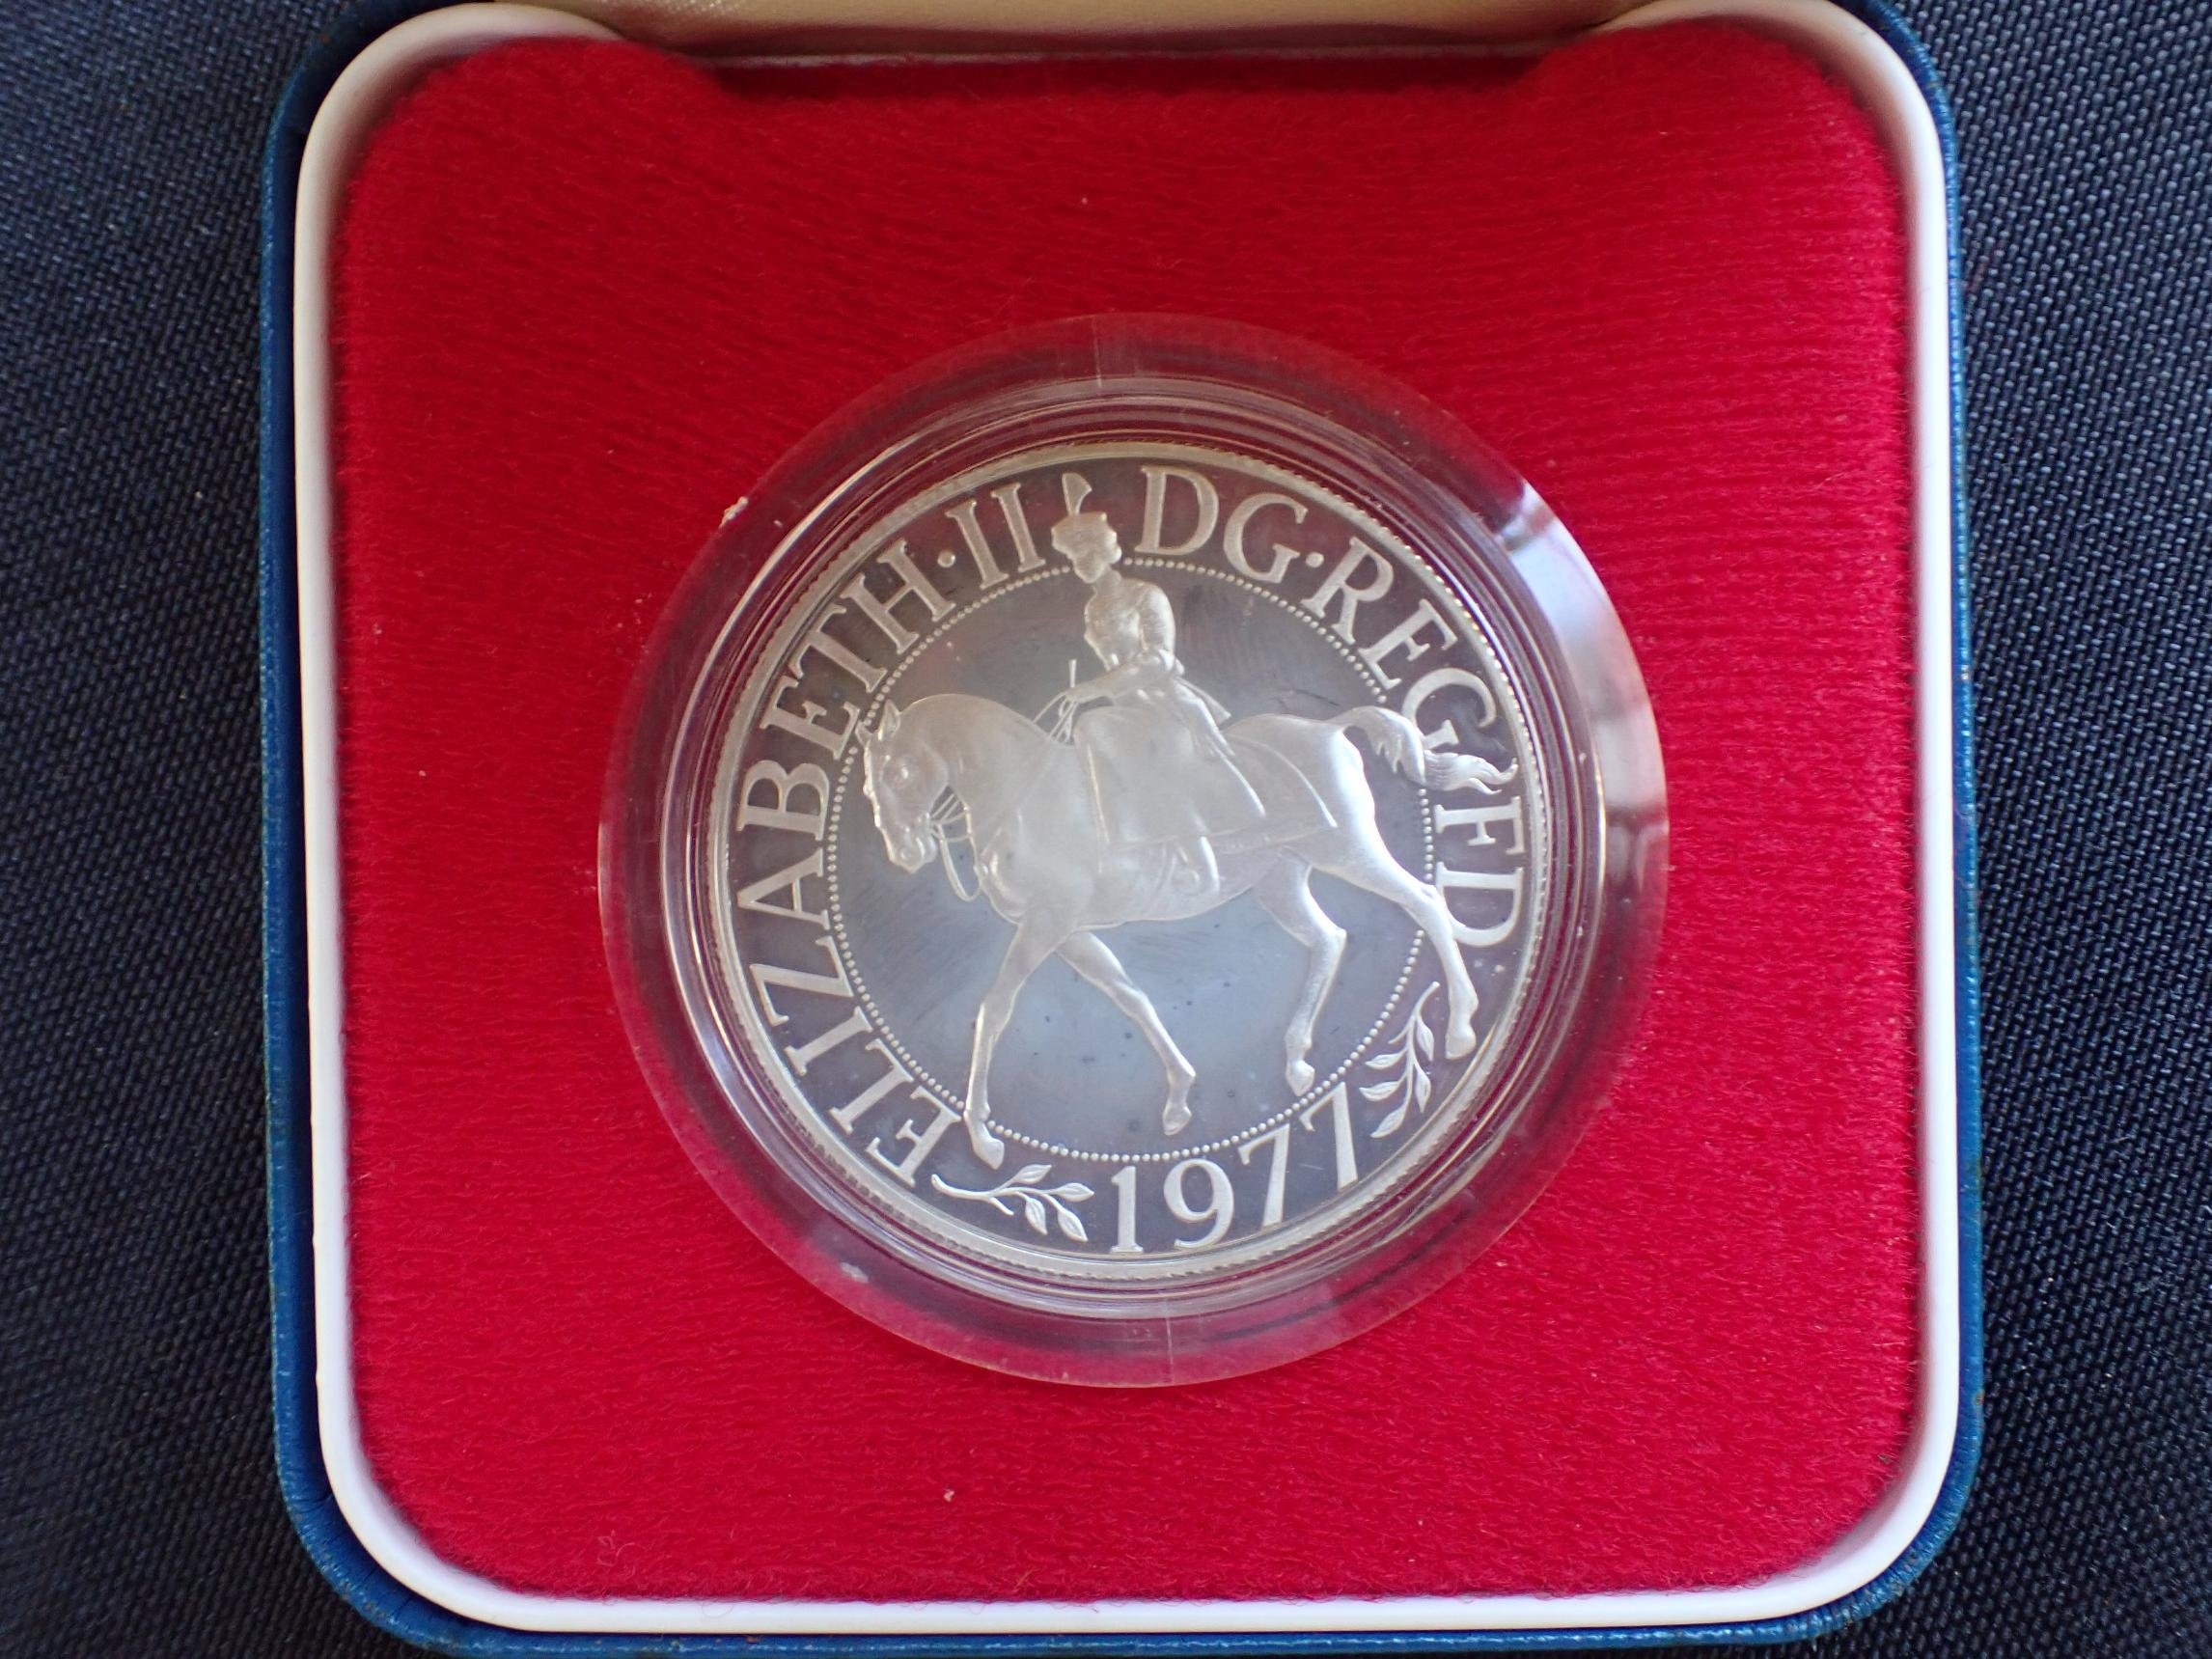 ELIZABETH·II DG·REG FD
1977